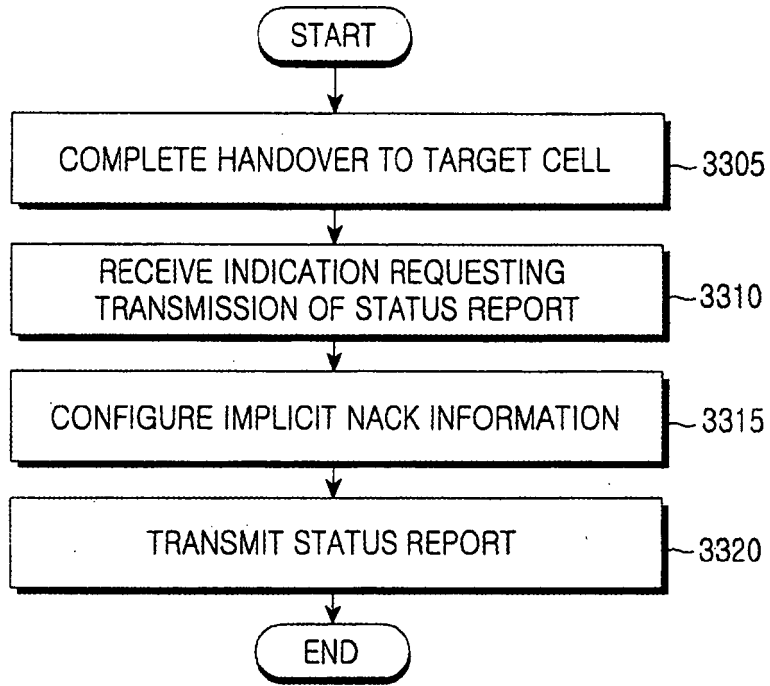 START
COMPLETE HANDOVER TO TARGET CELL
3305
RECEIVE INDICATION REQUESTING
TRANSMISSION OF STATUS REPORT
3310
CONFIGURE IMPLICIT NACK INFORMATION
3315
TRANSMIT STATUS REPORT
3320
END